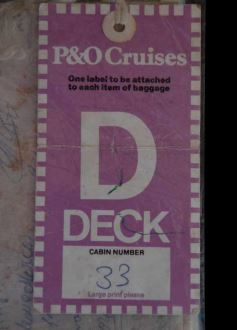 P&O Cruises
One label to be attached
to each item of baggage
D
DECK
CABIN NUMBER
33
Large print please